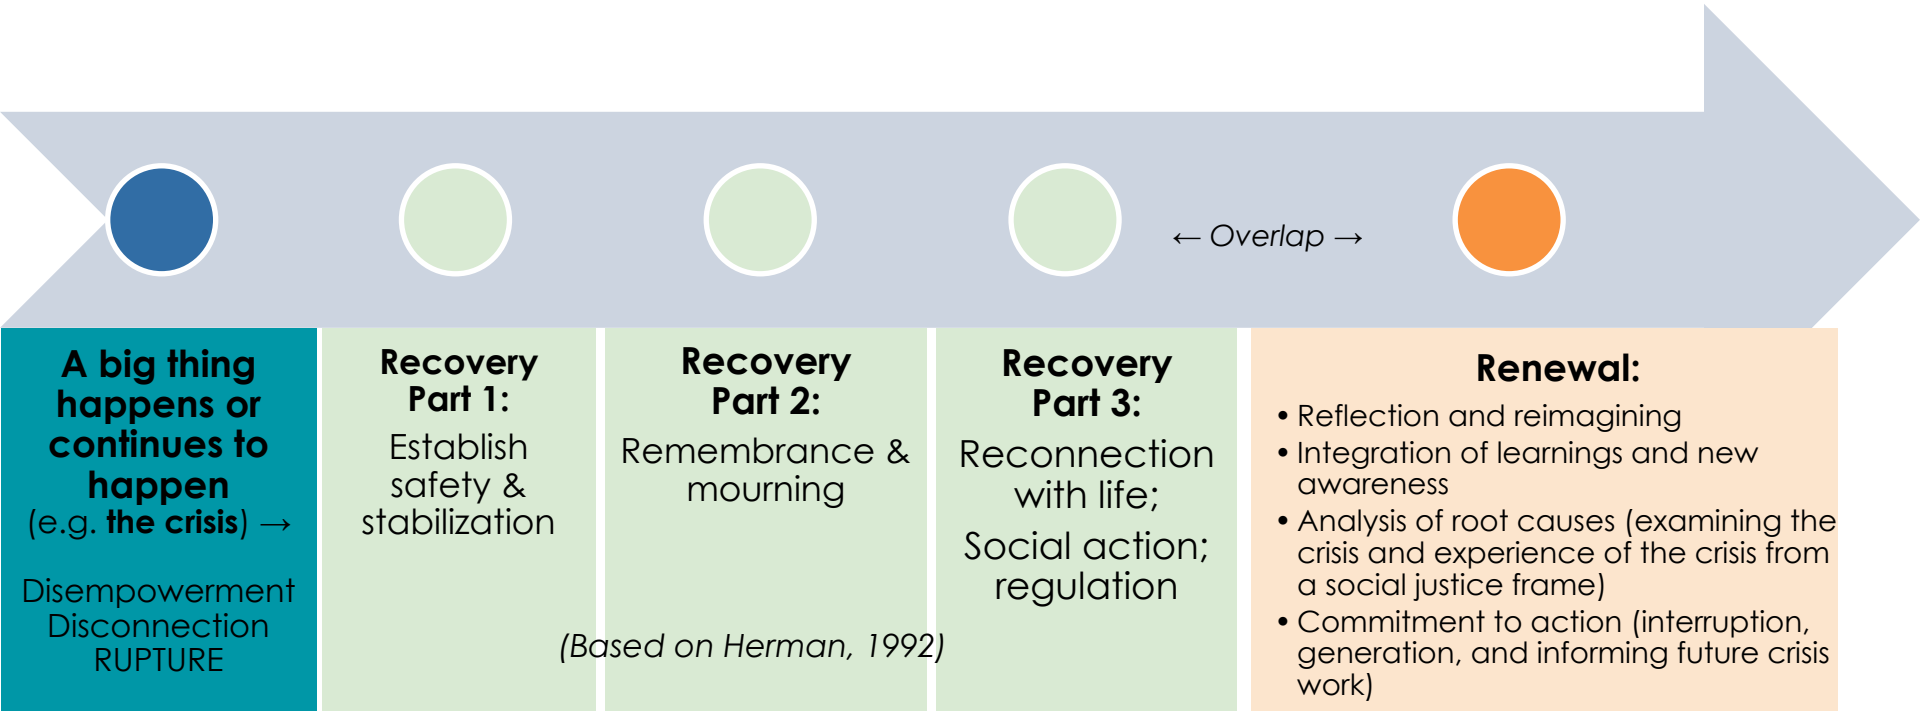 ← Overlap →
A big thing
happens or
continues to
happen
(e.g. the crisis) →
Disempowerment
Disconnection
RUPTURE
Recovery
Part 1:
Establish
safety &
stabilization
Recovery
Part 2:
Remembrance &
mourning
Recovery
Part 3:
Reconnection
with life;
Social action;
regulation
(Based on Herman, 1992)
Renewal:
• Reflection and reimagining
• Integration of learnings and new
awareness
• Analysis of root causes (examining the
crisis and experience of the crisis from
a social justice frame)
• Commitment to action (interruption,
generation, and informing future crisis
work)